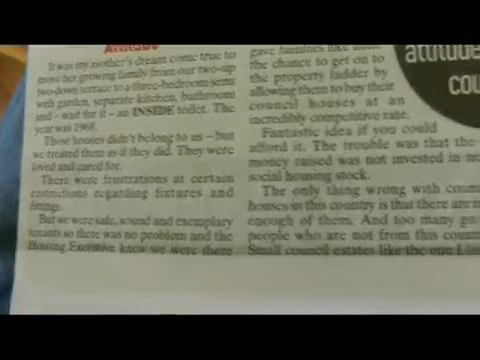 Attitude
It was my mother's dream come true to
move her growing family from our two-up
two-down terrace to a three-bedroom semi
with garden, separate kitchen, bathroom
and – wait for it – an INSIDE toilet. The
year was 1968.
Those houses didn't belong to us – but
we treated them as if they did. They were
loved and cared for.
There were frustrations at certain
restrictions regarding fixtures and
fittings.
But we were safe, sound and exemplary
tenants so there was no problem and the
Housing Executive knew we were there
gave families like mine
the chance to get on to
the property ladder by
allowing them to buy their
council houses at an
incredibly competitive rate.
Fantastic idea if you could
afford it. The trouble was that the
money raised was not invested in
social housing stock.
The only thing wrong with
houses in this country is that there are
enough of them. And too many
people who are not from this
Small council estates like the one I
attitude
cou